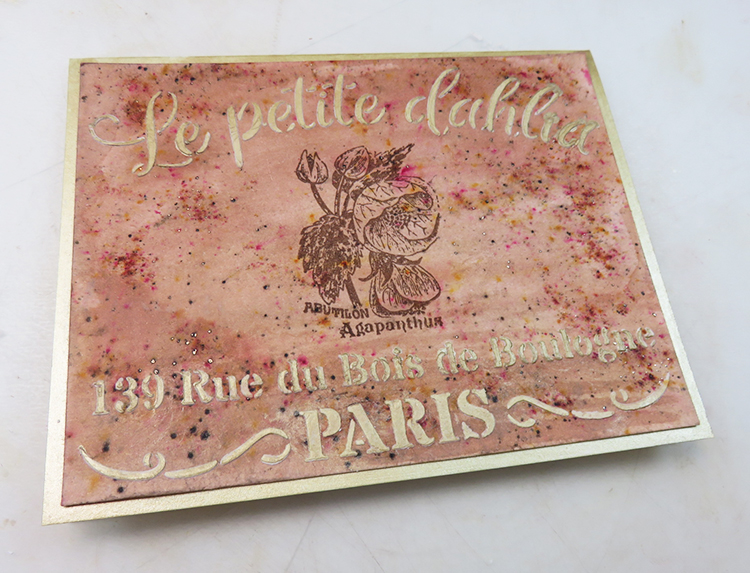 Le petite dahlia
ABUTILON
Agapanthus
139 Rue du Bois de Boulogne
PARIS